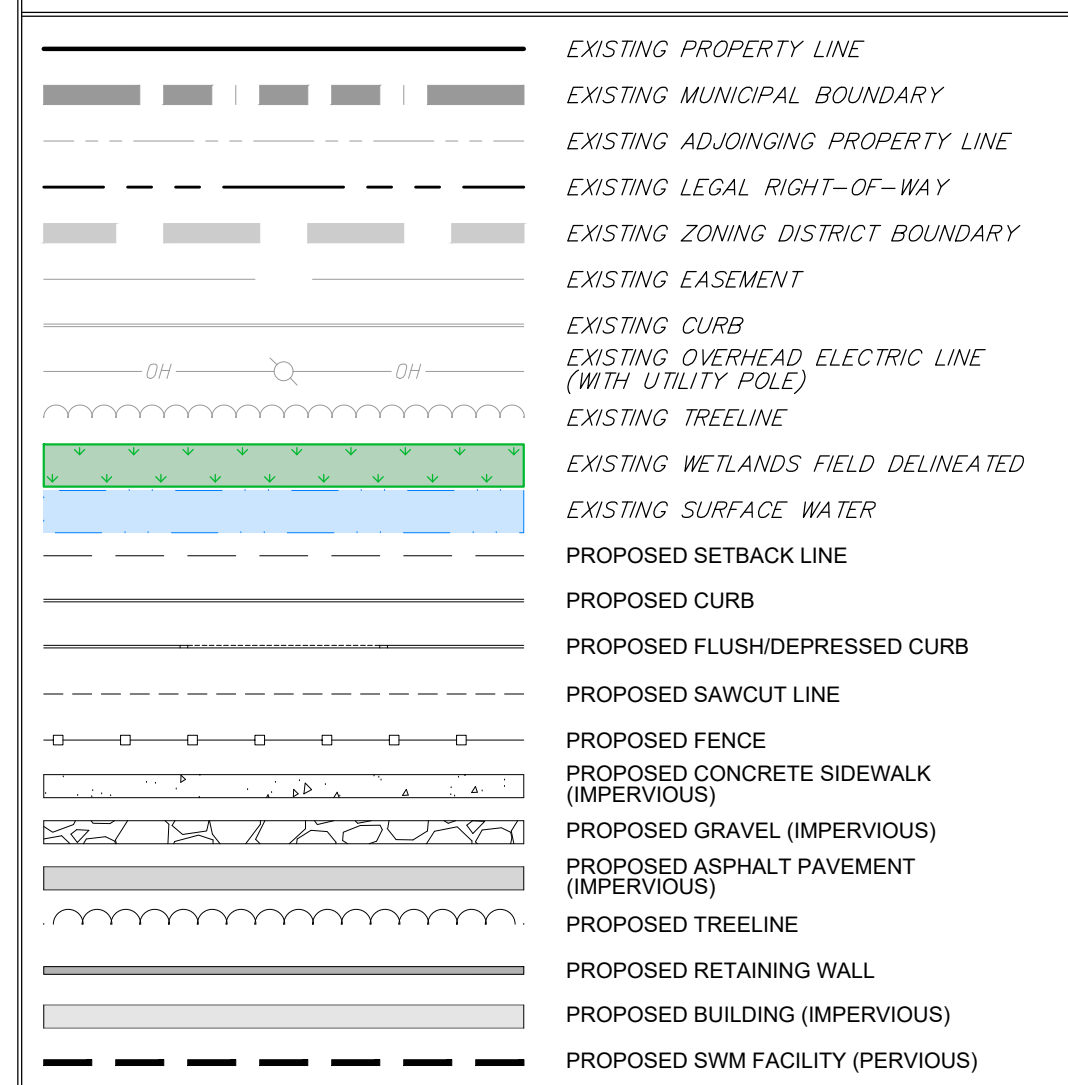 EXISTING PROPERTY LINE
EXISTING MUNICIPAL BOUNDARY
EXISTING ADJOINGING PROPERTY LINE
EXISTING LEGAL RIGHT-OF-WAY
EXISTING ZONING DISTRICT BOUNDARY
EXISTING EASEMENT
EXISTING CURB
OH OH EXISTING OVERHEAD ELECTRIC LINE
(WITH UTILITY POLE)
EXISTING TREELINE
EXISTING WETLANDS FIELD DELINEATED
EXISTING SURFACE WATER
PROPOSED SETBACK LINE
PROPOSED CURB
PROPOSED FLUSH/DEPRESSED CURB
PROPOSED SAWCUT LINE
PROPOSED FENCE
PROPOSED CONCRETE SIDEWALK
(IMPERVIOUS)
PROPOSED GRAVEL (IMPERVIOUS)
PROPOSED ASPHALT PAVEMENT
(IMPERVIOUS)
PROPOSED TREELINE
PROPOSED RETAINING WALL
PROPOSED BUILDING (IMPERVIOUS)
PROPOSED SWM FACILITY (PERVIOUS)